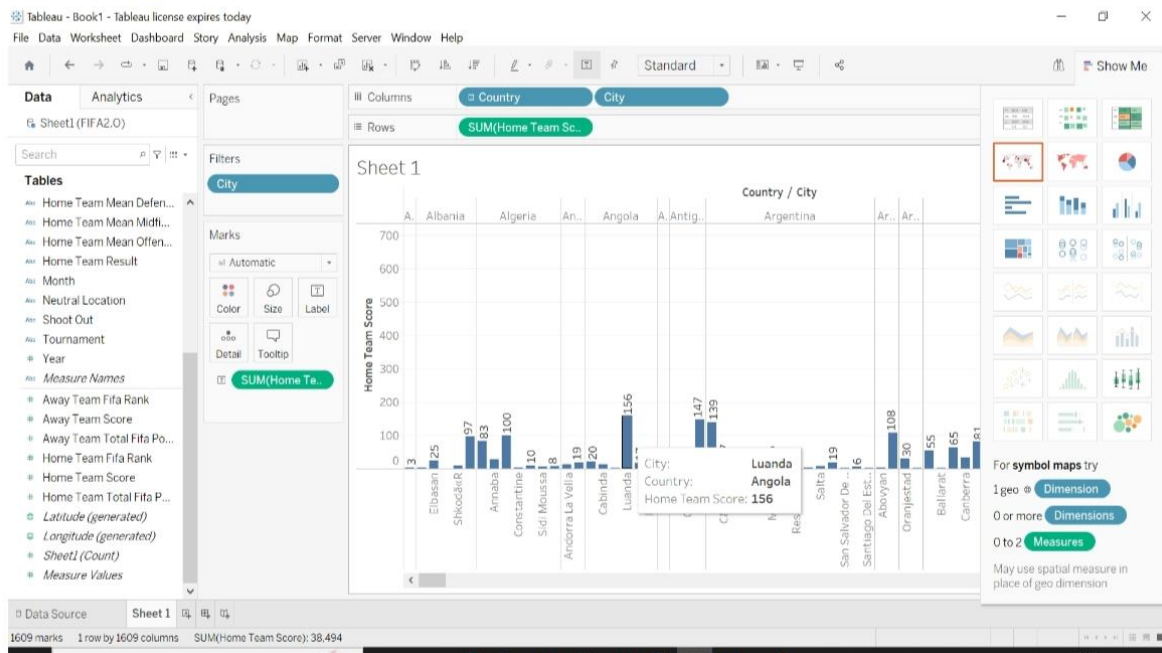 Tableau - Book1 - Tableau license expires today
File Data Worksheet Dashboard Story Analysis Map Format Server Window Help
Standard
Show Me
Data
Analytics
Sheet1 (FIFA2.O)
Search
Tables
Home Team Mean Defen...
Home Team Mean Midfi...
Home Team Mean Offen...
Home Team Result
Month
Neutral Location
Shoot Out
Tournament
Year
Measure Names
Away Team Fifa Rank
Away Team Score
Away Team Total Fifa Po...
Home Team Fifa Rank
Home Team Score
Home Team Total Fifa P...
Latitude (generated)
Longitude (generated)
Sheet1 (Count)
Measure Values
Pages
Filters
City
Marks
Automatic
Color Size Label
Detail Tooltip
SUM(Home Te..
Columns
Country
City
Rows
SUM(Home Team Sc..
Sheet 1
Country / City
A. Albania Algeria An.. Angola A. Antig.. Argentina Ar.. Ar..
Home Team Score
700
600
500
400
300
200
100
0
3 25 97 83 100 10 8 19 20 156 147 139 19 6 108 30 55 65 81
Elbasan
Annaba
Constantine
Sidi Moussa
Andorra La Vella
Cabinda
Luanda
Salta
San Salvador De ..
Santiago Del Est..
Abovyan
Oranjestad
Ballarat
Canberra
City: Luanda
Country: Angola
Home Team Score: 156
For symbol maps try
1 geo Dimension
0 or more Dimensions
0 to 2 Measures
May use spatial measure in
place of geo dimension
Data Source
Sheet 1
1609 marks 1 row by 1609 columns SUM(Home Team Score): 38,494